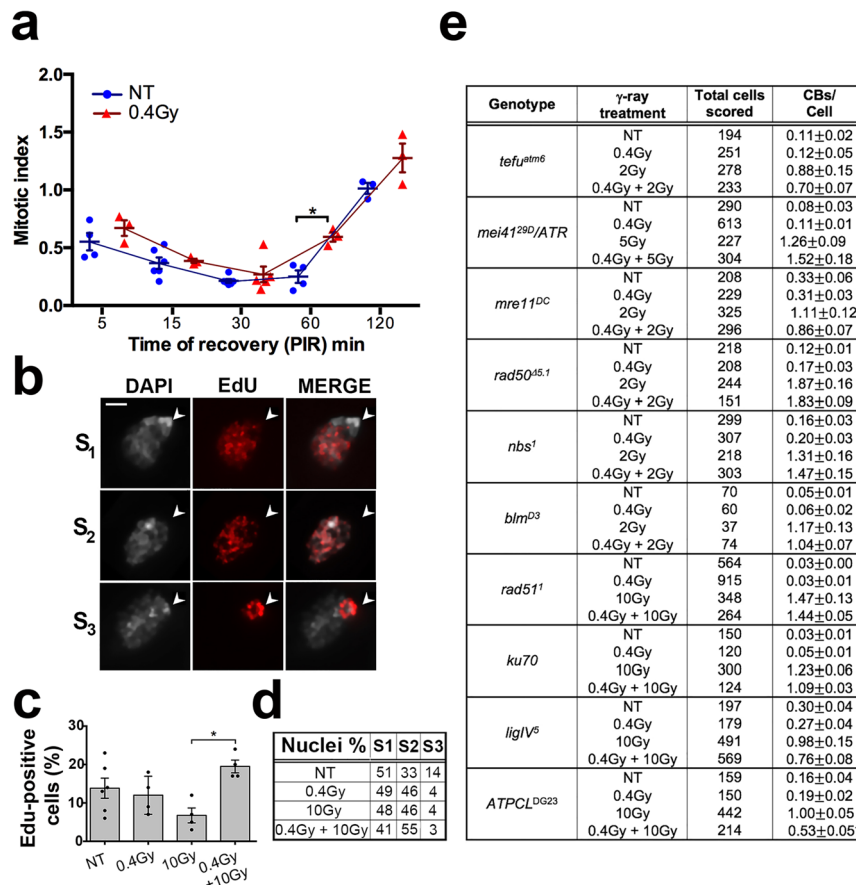 a
2.0
1.5
1.0
0.5
0.0
Mitotic index
NT
0.4Gy
*
5 15 30 60 120
Time of recovery (PIR) min
b
DAPI EdU MERGE
S1
S2
S3
c
Edu-positive
cells (%)
30
20
10
0
*
NT 0.4Gy 10Gy 0.4Gy
+10Gy
d
Nuclei % S1 S2 S3
NT 51 33 14
0.4Gy 49 46 4
10Gy 48 46 4
0.4Gy + 10Gy 41 55 3
e
Genotype γ-ray treatment Total cells scored CBs/ Cell
tefu^atm6
NT 194 0.11±0.02
0.4Gy 251 0.12±0.05
2Gy 278 0.88±0.15
0.4Gy + 2Gy 233 0.70±0.07
mei41^29D/ATR
NT 290 0.08±0.03
0.4Gy 613 0.11±0.01
5Gy 227 1.26±0.09
0.4Gy + 5Gy 304 1.52±0.18
mre11^DC
NT 208 0.33±0.06
0.4Gy 229 0.31±0.03
2Gy 325 1.11±0.12
0.4Gy + 2Gy 296 0.86±0.07
rad50^Δ5.1
NT 218 0.12±0.01
0.4Gy 208 0.17±0.03
2Gy 244 1.87±0.16
0.4Gy + 2Gy 151 1.83±0.09
nbs^1
NT 299 0.16±0.03
0.4Gy 307 0.20±0.03
2Gy 218 1.31±0.16
0.4Gy + 2Gy 303 1.47±0.15
blm^D3
NT 70 0.05±0.01
0.4Gy 60 0.06±0.02
2Gy 37 1.17±0.13
0.4Gy + 2Gy 74 1.04±0.07
rad51^1
NT 564 0.03±0.00
0.4Gy 915 0.03±0.01
10Gy 348 1.47±0.13
0.4Gy + 10Gy 264 1.44±0.05
ku70
NT 150 0.03±0.01
0.4Gy 120 0.05±0.01
10Gy 300 1.23±0.06
0.4Gy + 10Gy 124 1.09±0.03
ligIV^5
NT 197 0.30±0.04
0.4Gy 179 0.27±0.04
10Gy 491 0.98±0.15
0.4Gy + 10Gy 569 0.76±0.08
ATPCL^DG23
NT 159 0.16±0.04
0.4Gy 150 0.19±0.02
10Gy 442 1.00±0.05
0.4Gy + 10Gy 214 0.53±0.05*